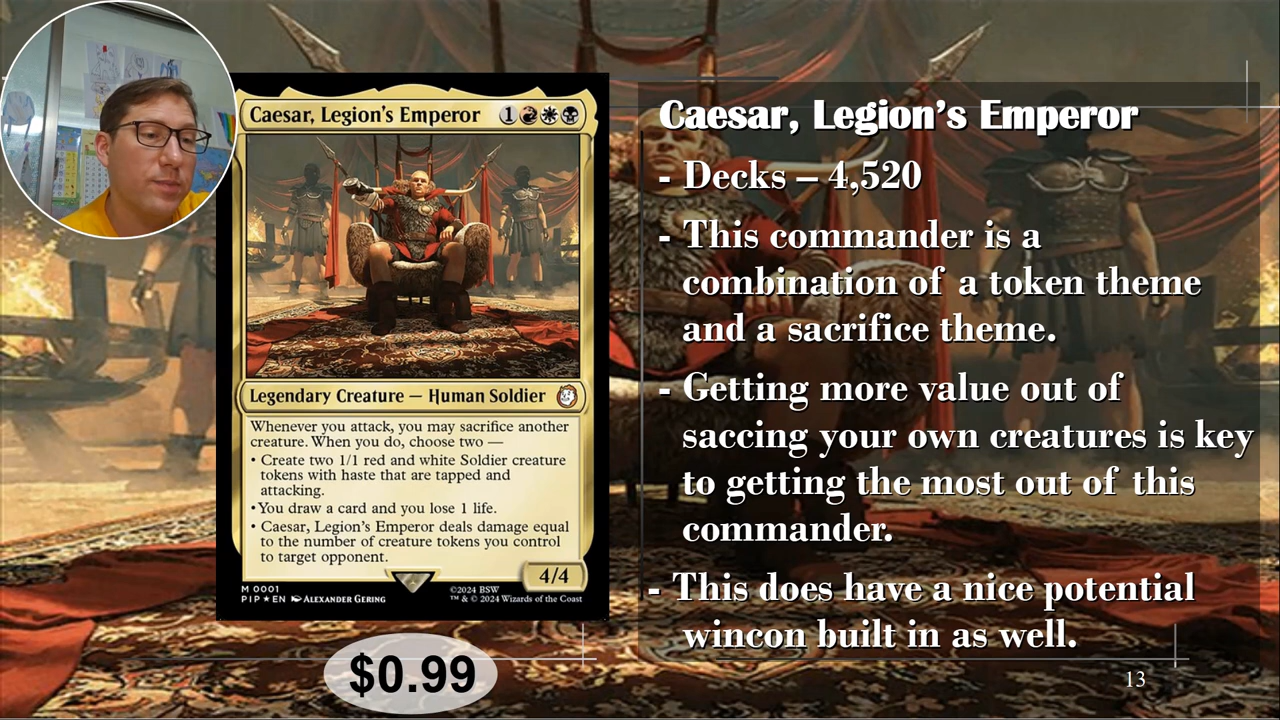 Caesar, Legion's Emperor 1
Legendary Creature — Human Soldier
Whenever you attack, you may sacrifice another
creature. When you do, choose two —
• Create two 1/1 red and white Soldier creature
tokens with haste that are tapped and
attacking.
• You draw a card and you lose 1 life.
• Caesar, Legion's Emperor deals damage equal
to the number of creature tokens you control
to target opponent.
4/4
M 0001
PIP ★ EN ALEXANDER GERING
©2024 BSW
™ & © 2024 Wizards of the Coast
$0.99
Caesar, Legion's Emperor
- Decks – 4,520
- This commander is a
combination of a token theme
and a sacrifice theme.
- Getting more value out of
saccing your own creatures is key
to getting the most out of this
commander.
- This does have a nice potential
wincon built in as well.
13